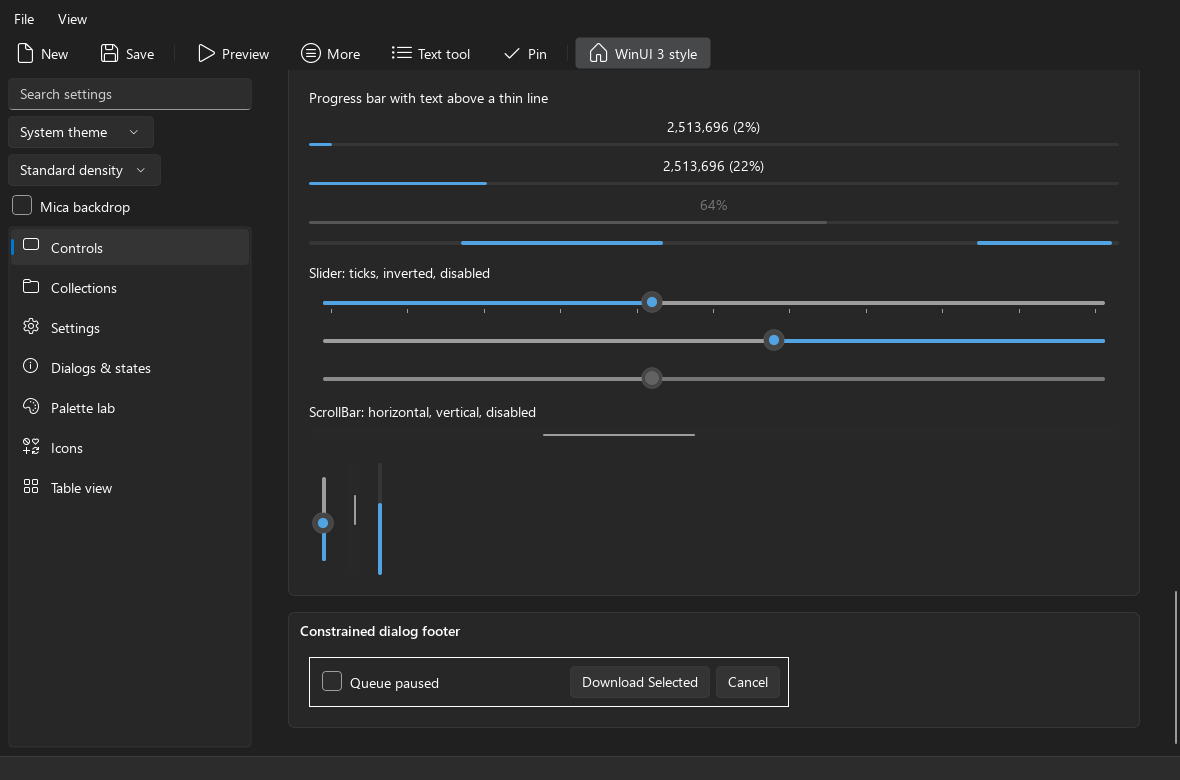 File View
New Save Preview More Text tool Pin WinUI 3 style
Search settings
System theme
Standard density
Mica backdrop
Controls
Collections
Settings
Dialogs & states
Palette lab
Icons
Table view
Progress bar with text above a thin line
2,513,696 (2%)
2,513,696 (22%)
64%
Slider: ticks, inverted, disabled
ScrollBar: horizontal, vertical, disabled
Constrained dialog footer
Queue paused Download Selected Cancel